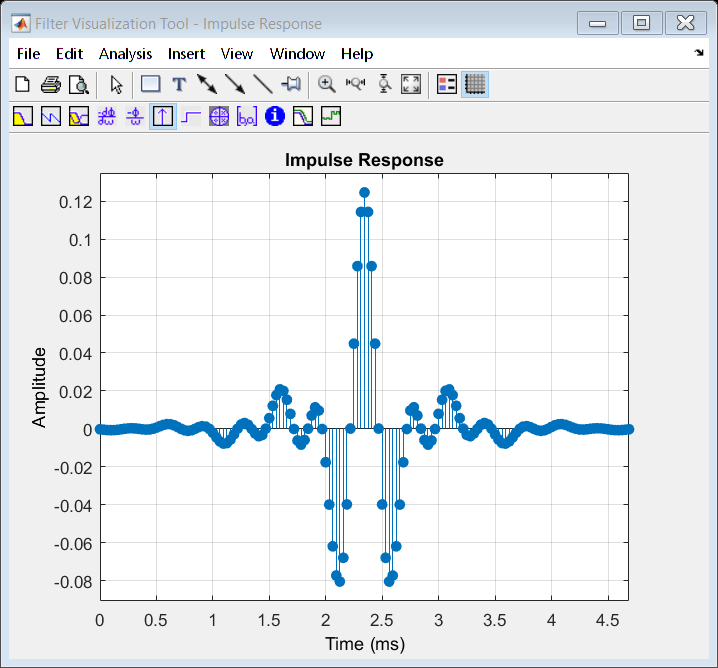 Filter Visualization Tool - Impulse Response
File Edit Analysis Insert View Window Help
T
[b,a] i
Impulse Response
0.12
0.1
0.08
0.06
0.04
0.02
0
-0.02
-0.04
-0.06
-0.08
Amplitude
0 0.5 1 1.5 2 2.5 3 3.5 4 4.5
Time (ms)